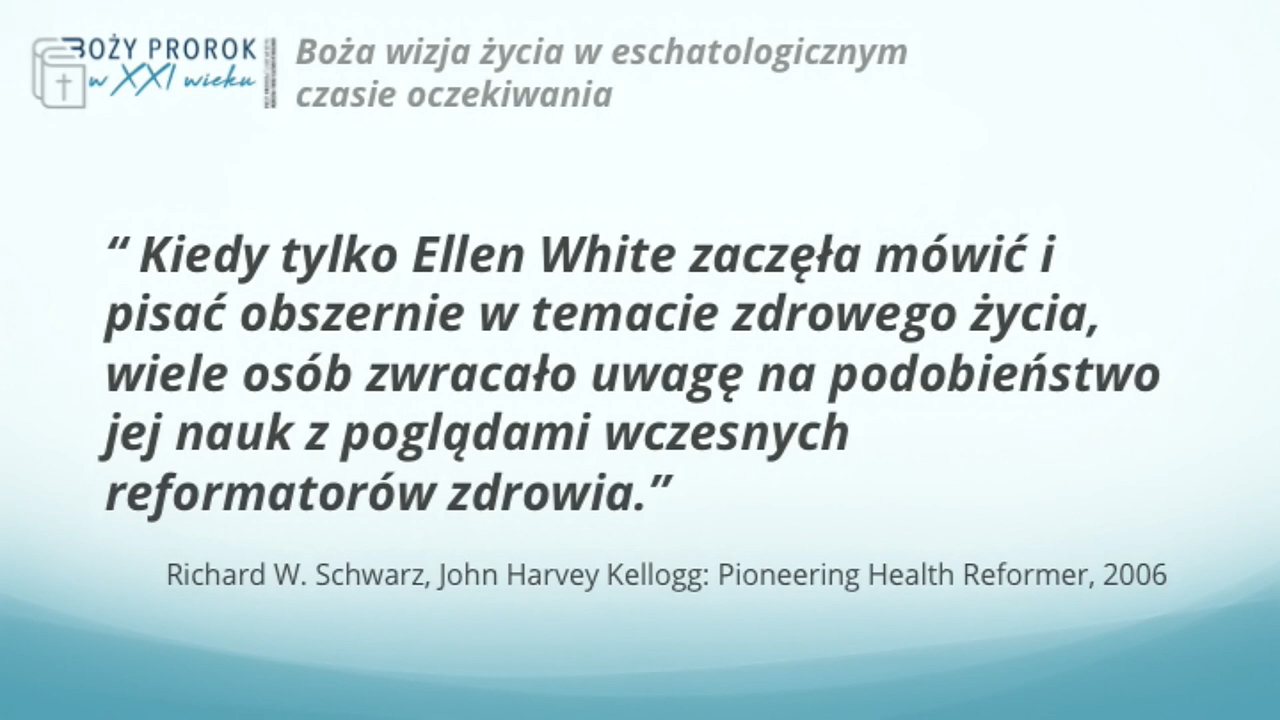 BOŻY PROROK
w XXI wieku
Boża wizja życia w eschatologicznym
czasie oczekiwania
“ Kiedy tylko Ellen White zaczęła mówić i
pisać obszernie w temacie zdrowego życia,
wiele osób zwracało uwagę na podobieństwo
jej nauk z poglądami wczesnych
reformatorów zdrowia.”
Richard W. Schwarz, John Harvey Kellogg: Pioneering Health Reformer, 2006